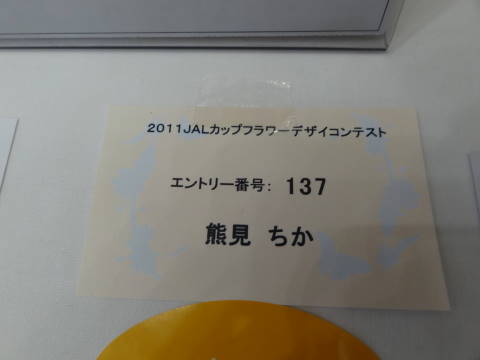 2011JALカップフラワーデザイコンテスト
エントリー番号: 137
熊見 ちか